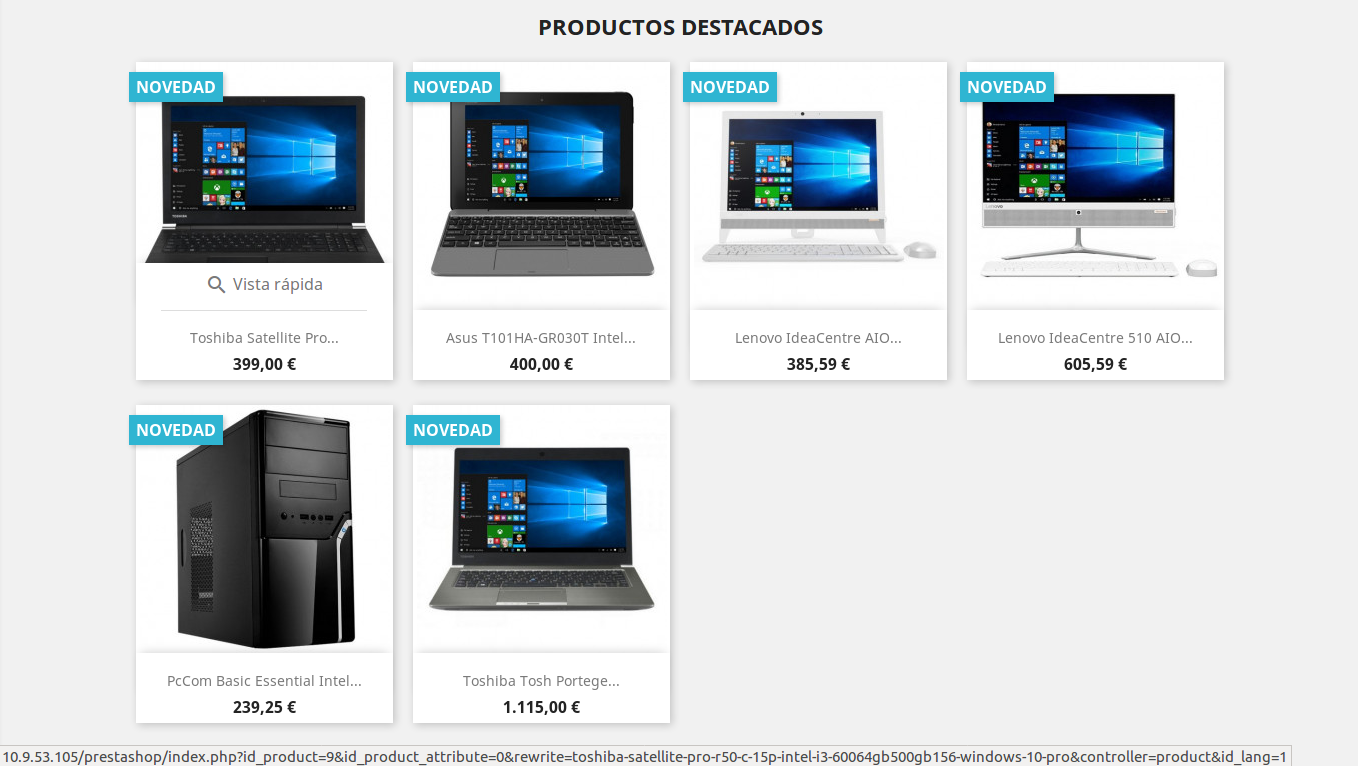 PRODUCTOS DESTACADOS
NOVEDAD
NOVEDAD
NOVEDAD
NOVEDAD
TOSHIBA
Vista rápida
Toshiba Satellite Pro...
399,00 €
Asus T101HA-GR030T Intel...
400,00 €
Lenovo IdeaCentre AIO...
385,59 €
Lenovo IdeaCentre 510 AIO...
605,59 €
NOVEDAD
NOVEDAD
PcCom Basic Essential Intel...
239,25 €
Toshiba Tosh Portege...
1.115,00 €
10.9.53.105/prestashop/index.php?id_product=9&id_product_attribute=0&rewrite=toshiba-satellite-pro-r50-c-15p-intel-i3-60064gb500gb156-windows-10-pro&controller=product&id_lang=1